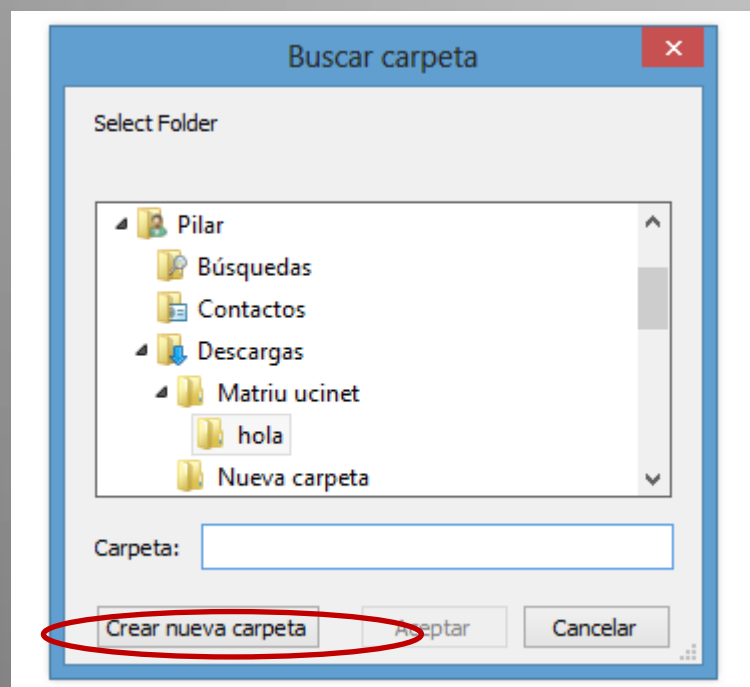 Buscar carpeta
Select Folder
Pilar
Búsquedas
Contactos
Descargas
Matriu ucinet
hola
Nueva carpeta
Carpeta:
Crear nueva carpeta Aceptar Cancelar